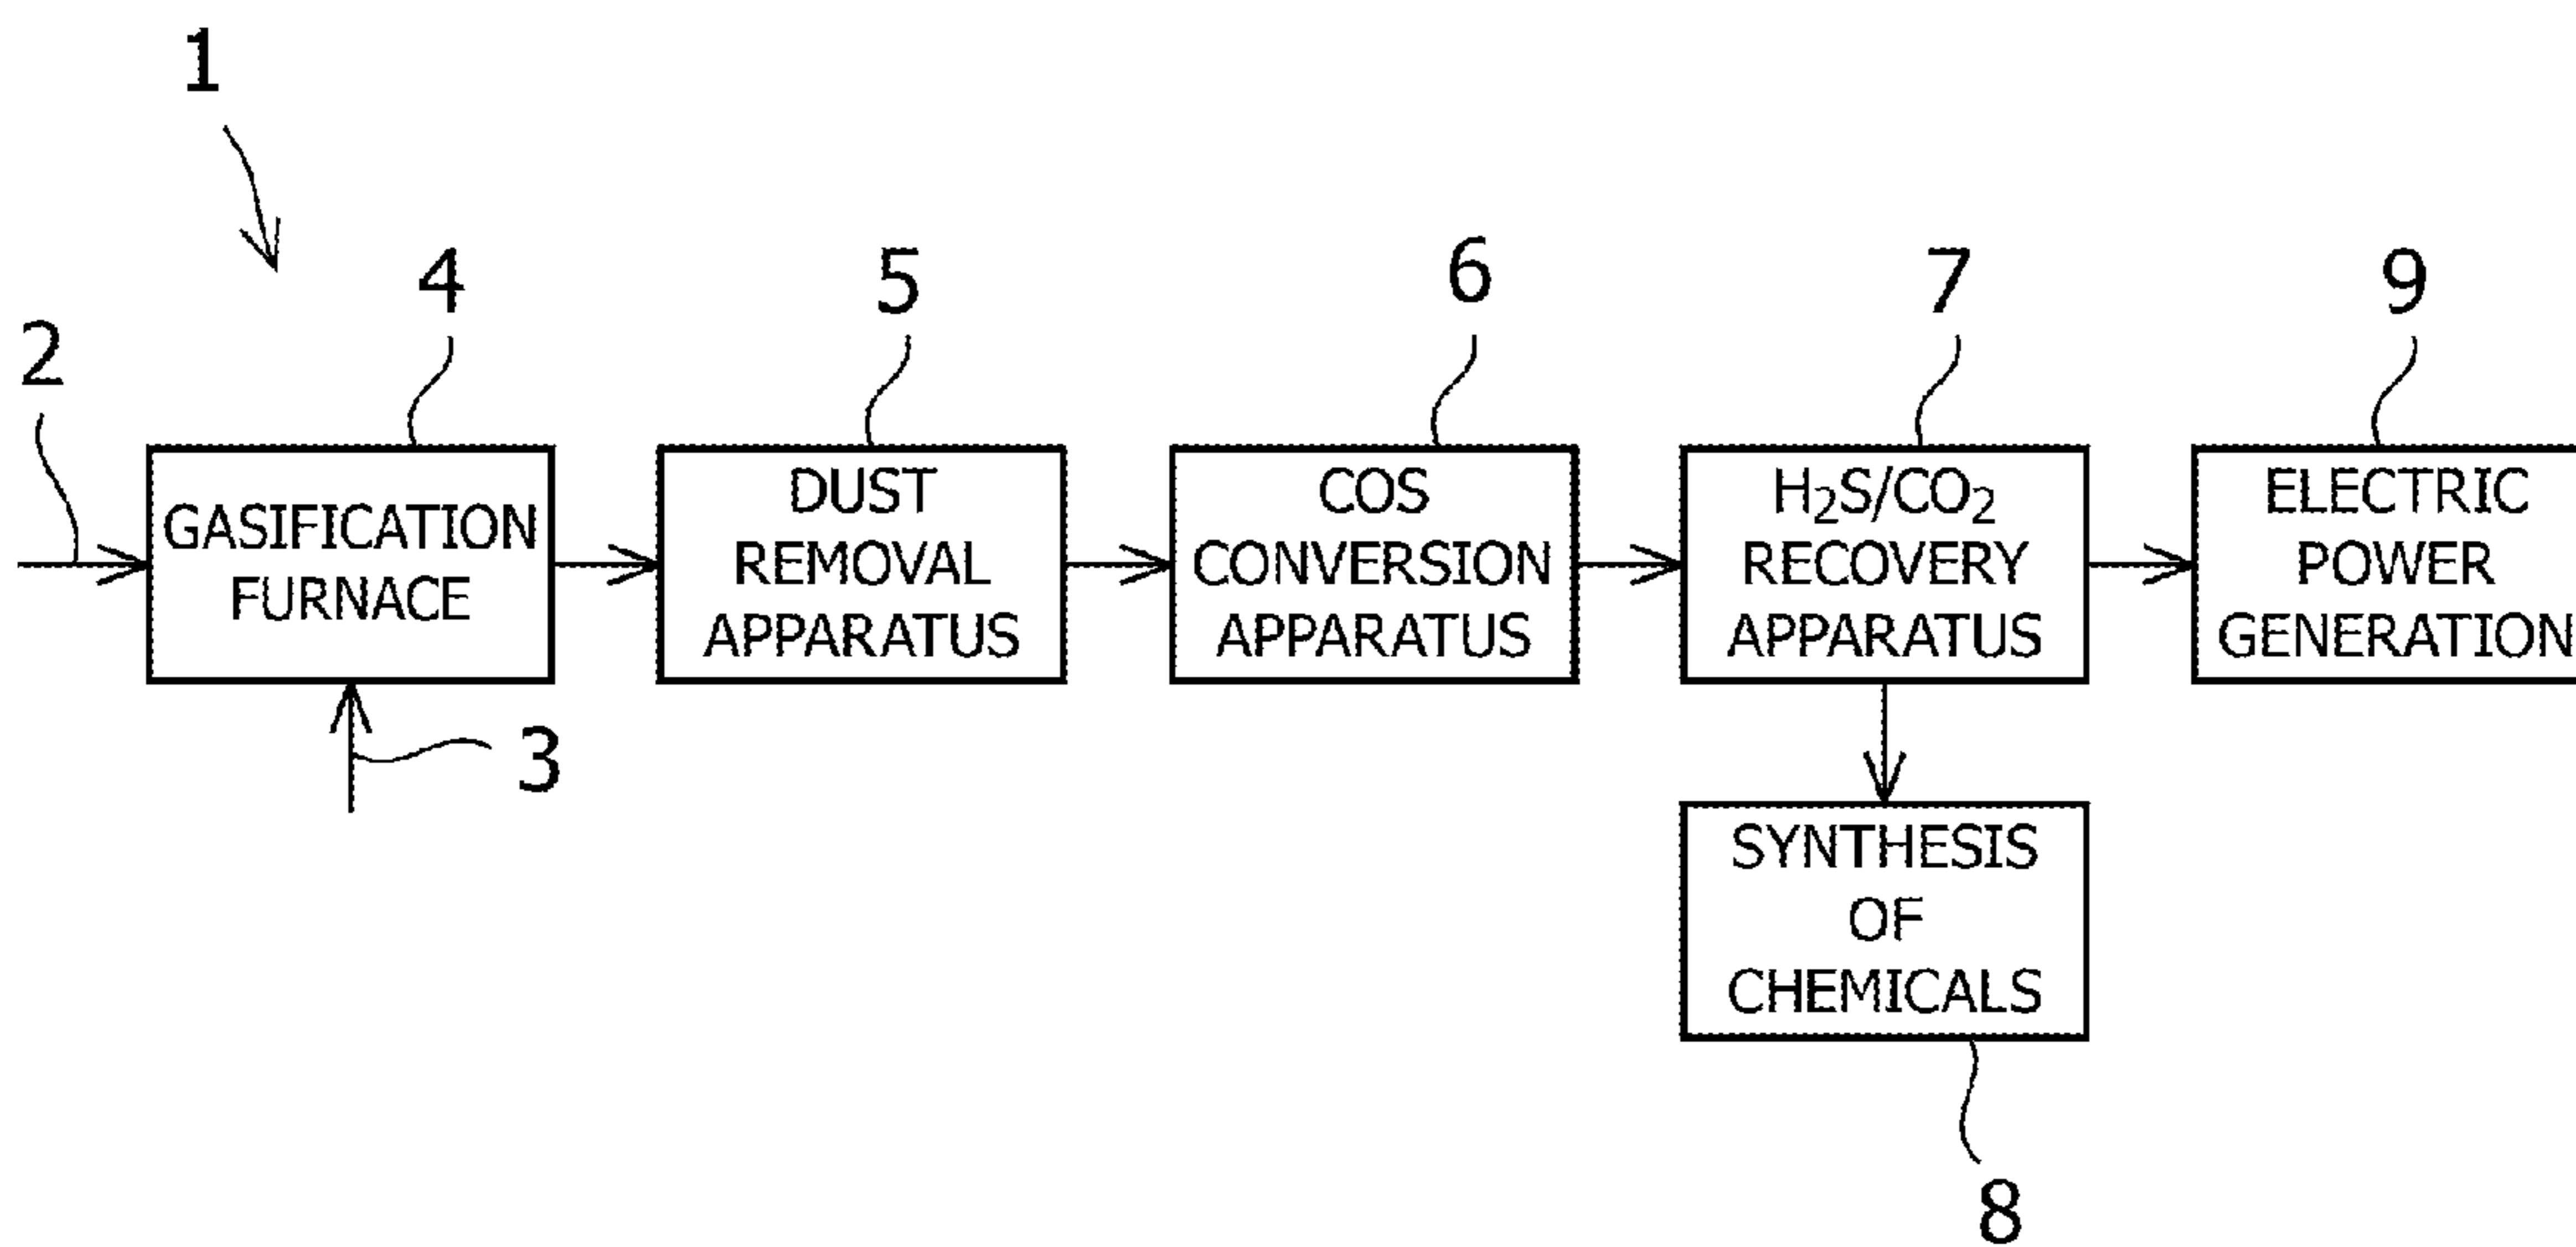 1
2
3
4
5
6
7
9
GASIFICATION
FURNACE
DUST
REMOVAL
APPARATUS
COS
CONVERSION
APPARATUS
H₂S/CO₂
RECOVERY
APPARATUS
ELECTRIC
POWER
GENERATION
SYNTHESIS
OF
CHEMICALS
8